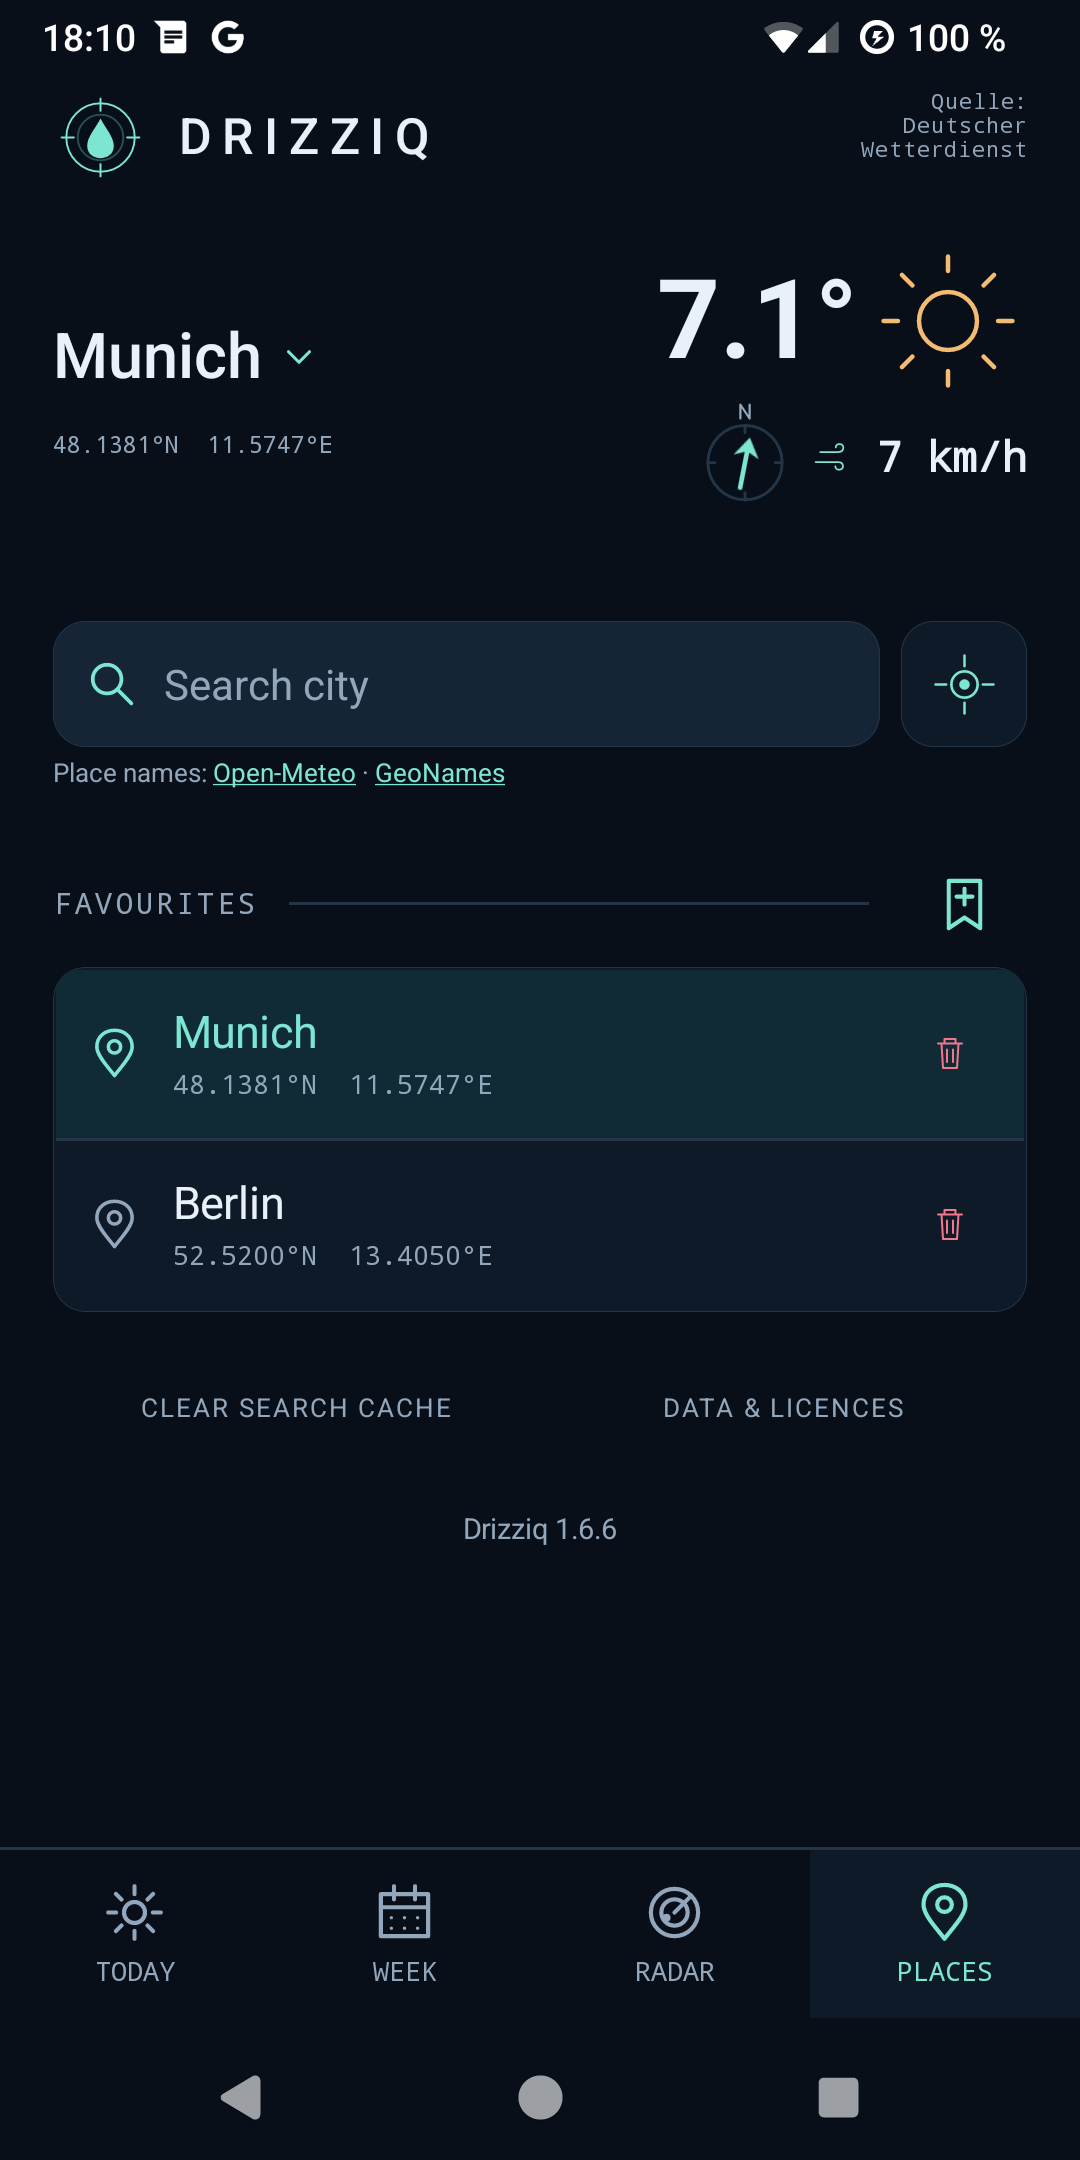 18:10
100 %
DRIZZIQ
Quelle:
Deutscher
Wetterdienst
7.1°
Munich
48.1381°N 11.5747°E
N
7 km/h
Search city
Place names: Open-Meteo · GeoNames
FAVOURITES
Munich
48.1381°N 11.5747°E
Berlin
52.5200°N 13.4050°E
CLEAR SEARCH CACHE
DATA & LICENCES
Drizziq 1.6.6
TODAY
WEEK
RADAR
PLACES